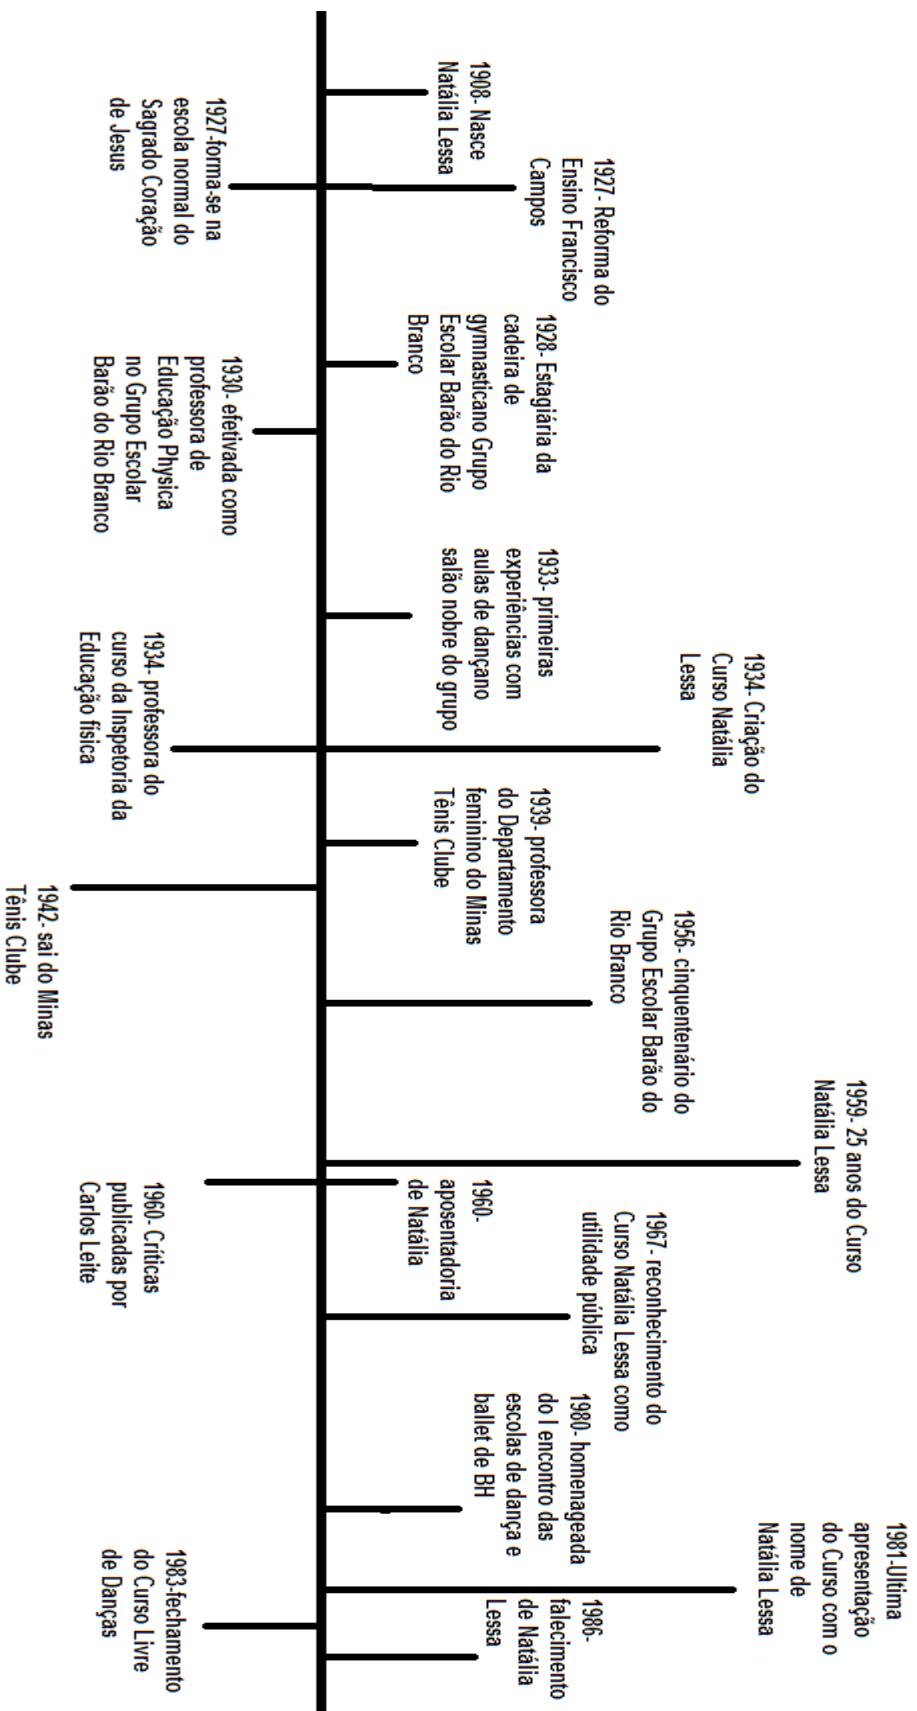 1908- Nasce
Natália Lessa
1927- Reforma do
Ensino Francisco
Campos
1927-forma-se na
escola normal do
Sagrado Coração
de Jesus
1928- Estagiária da
cadeira de
gymnasticano Grupo
Escolar Barão do Rio
Branco
1930- efetivada como
professora de
Educação Physica
no Grupo Escolar
Barão do Rio Branco
1933- primeiras
experiências com
aulas de dançano
salão nobre do grupo
1934- Criação do
Curso Natália
Lessa
1934- professora do
curso da Inspetoria da
Educação física
1939- professora
do Departamento
feminino do Minas
Tênis Clube
1942- sai do Minas
Tênis Clube
1956- cinquentenário do
Grupo Escolar Barão do
Rio Branco
1959- 25 anos do Curso
Natália Lessa
1960-
aposentadoria
de Natália
1960- Críticas
publicadas por
Carlos Leite
1967- reconhecimento do
Curso Natália Lessa como
utilidade pública
1980- homenageada
do I encontro das
escolas de dança e
ballet de BH
1981-Ultima
apresentação
do Curso com o
nome de
Natália Lessa
1983-fechamento
do Curso Livre
de Danças
1986-
falecimento
de Natália
Lessa